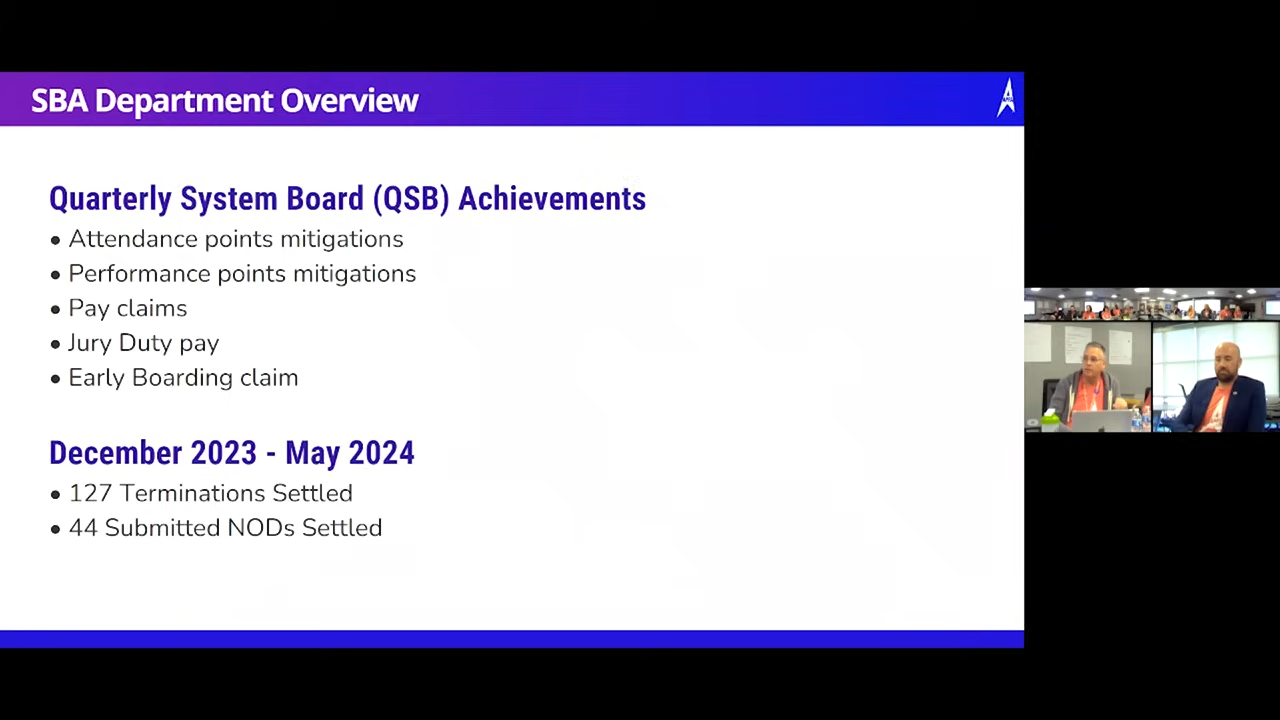 SBA Department Overview
Quarterly System Board (QSB) Achievements
• Attendance points mitigations
• Performance points mitigations
• Pay claims
• Jury Duty pay
• Early Boarding claim
December 2023 - May 2024
• 127 Terminations Settled
• 44 Submitted NODs Settled